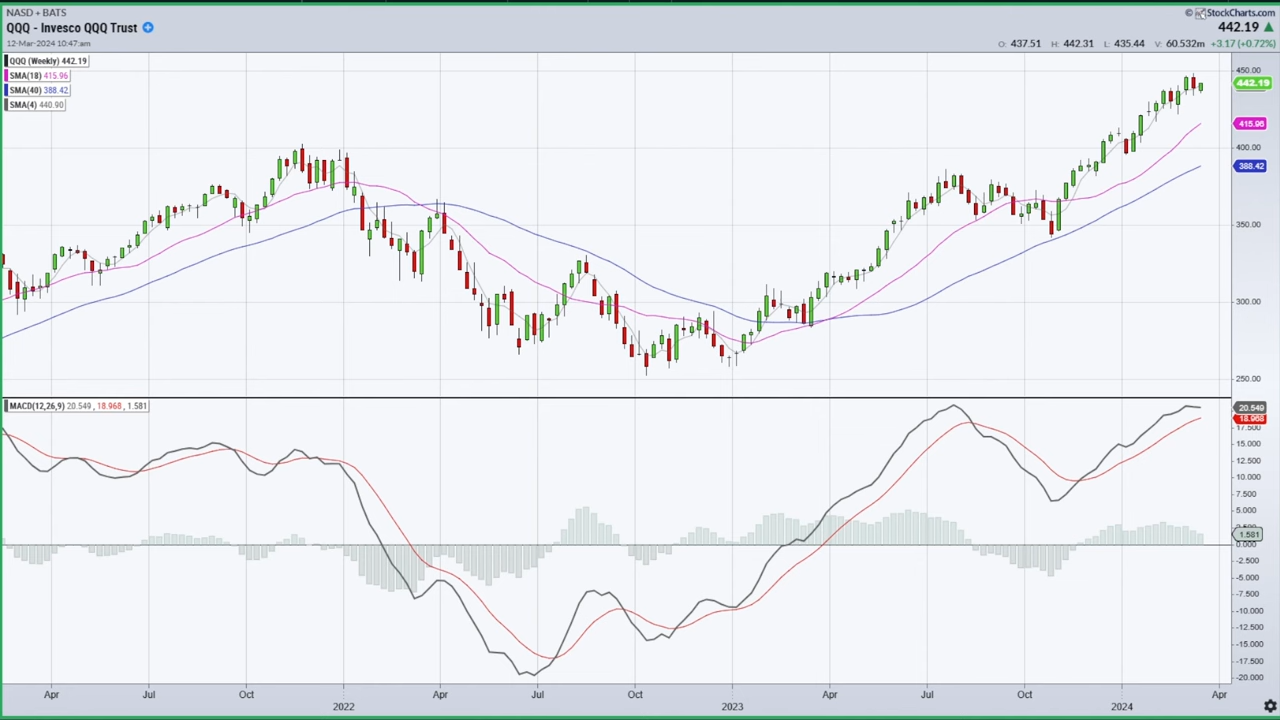 NASD + BATS
© StockCharts.com
QQQ - Invesco QQQ Trust
442.19
12-Mar-2024 10:47am
O: 437.51 H: 442.31 L: 435.44 V: 60.532m +3.17 (+0.72%)
QQQ (Weekly) 442.19
SMA(18) 415.96
SMA(40) 388.42
SMA(4) 440.90
450.00
442.19
415.96
400.00
388.42
350.00
300.00
250.00
MACD(12,26,9) 20.549, 18.968, 1.581
20.549
18.968
17.500
15.000
12.500
10.000
7.500
5.000
2.500
1.581
0.000
-2.500
-5.000
-7.500
-10.000
-12.500
-15.000
-17.500
-20.000
Apr Jul Oct 2022 Apr Jul Oct 2023 Apr Jul Oct 2024 Apr